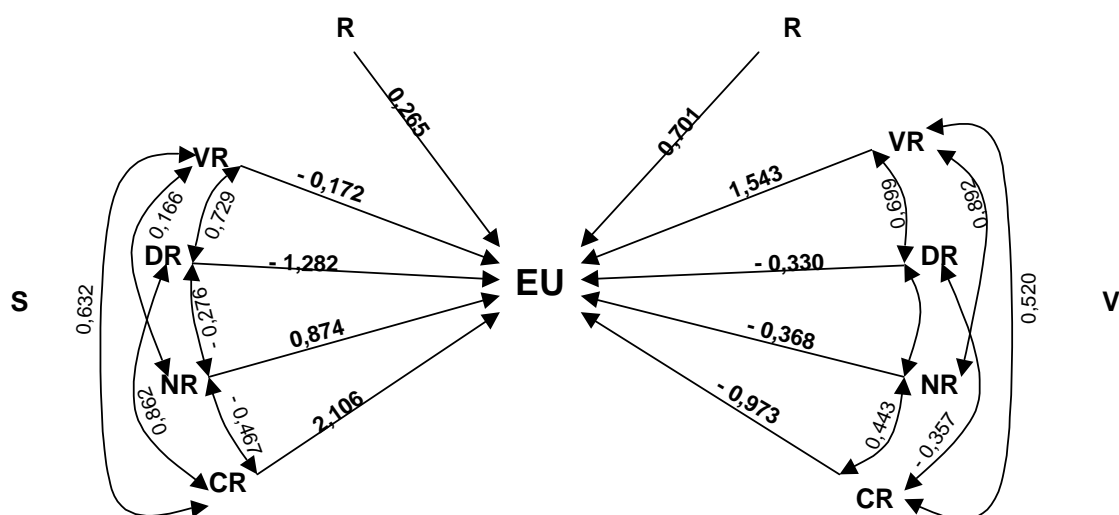 R
R
0,265
0,701
VR
VR
- 0,172
1,543
0,166
0,729
0,699
0,892
DR
DR
- 1,282
- 0,330
EU
S
V
0,632
0,520
- 0,276
0,874
- 0,368
NR
NR
0,862
- 0,467
2,106
- 0,973
0,443
- 0,357
CR
CR